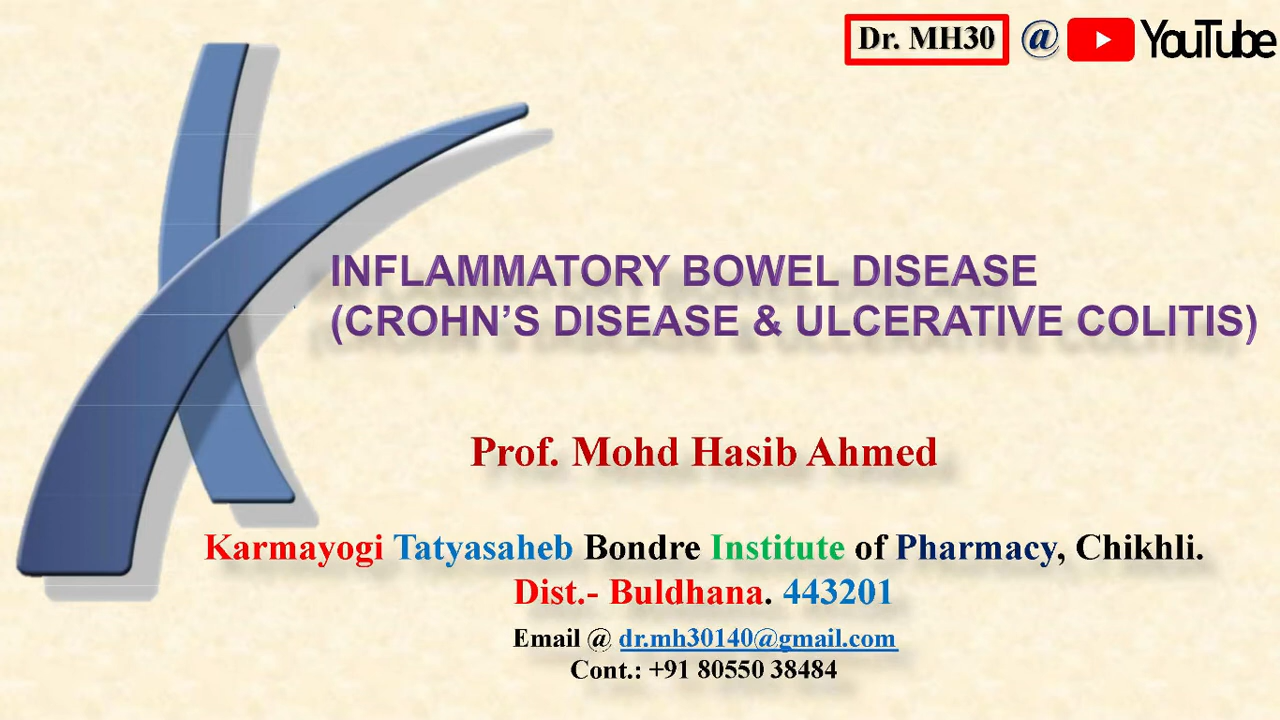 Dr. MH30 @ YouTube
INFLAMMATORY BOWEL DISEASE
(CROHN’S DISEASE & ULCERATIVE COLITIS)
Prof. Mohd Hasib Ahmed
Karmayogi Tatyasaheb Bondre Institute of Pharmacy, Chikhli.
Dist.- Buldhana. 443201
Email @ dr.mh30140@gmail.com
Cont.: +91 80550 38484